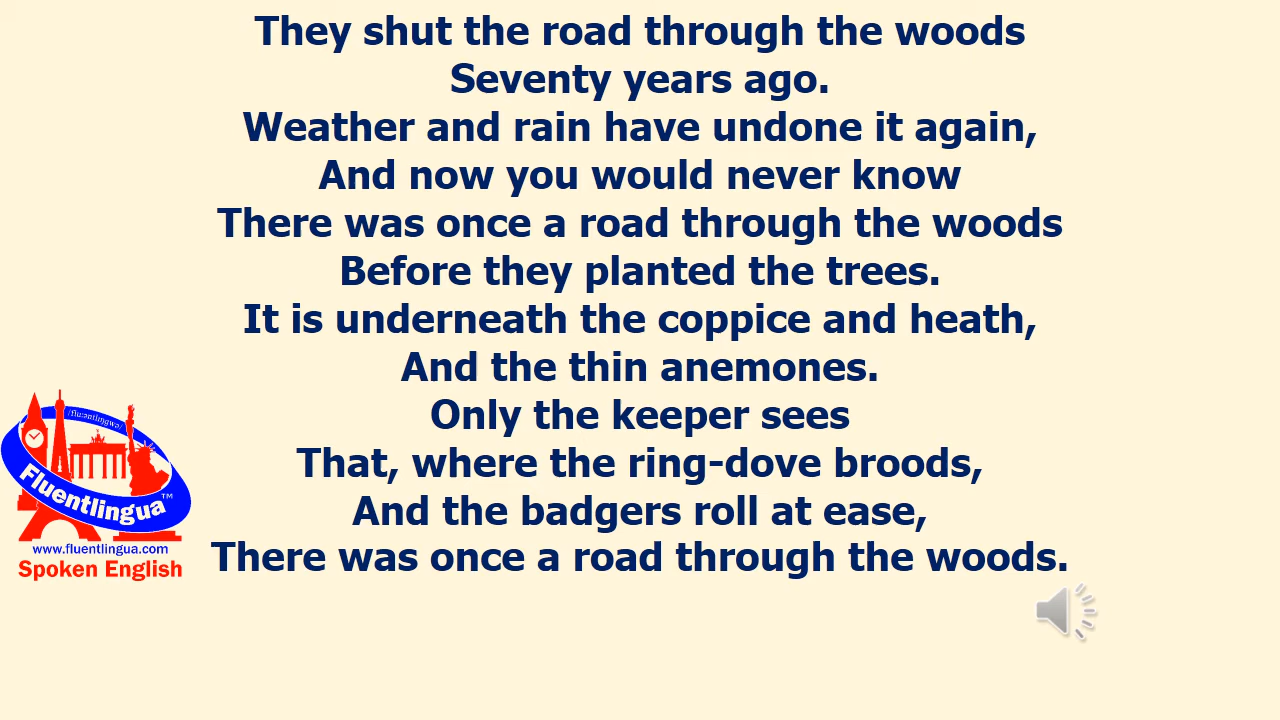 They shut the road through the woods
Seventy years ago.
Weather and rain have undone it again,
And now you would never know
There was once a road through the woods
Before they planted the trees.
It is underneath the coppice and heath,
And the thin anemones.
Only the keeper sees
That, where the ring-dove broods,
And the badgers roll at ease,
There was once a road through the woods.
/flu:əntlɪŋgwə/
Fluentlingua™
www.fluentlingua.com
Spoken English